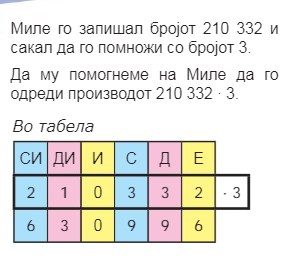 Миле го запишал бројот 210 332 и
сакал да го помножи со бројот 3.
Да му помогнеме на Миле да го
одреди производот 210 332 · 3.
Во табела
СИ ДИ И С Д Е
2 1 0 3 3 2 · 3
6 3 0 9 9 6